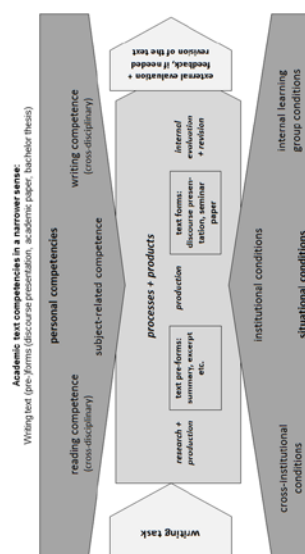 Academic text competencies in a narrower sense:
Writing text (pre-)forms (discourse presentation, academic paper, bachelor thesis)
personal competencies
reading competence
(cross-disciplinary)
subject-related competence
writing competence
(cross-disciplinary)
processes + products
writing task
research +
production
text pre-forms:
summary, excerpt
etc.
production
text forms:
discourse presen-
tation, seminar
paper
internal
evaluation
+ revision
external evaluation +
feedback, if needed
revision of the text
cross-institutional
conditions
institutional conditions
internal learning
group conditions
situational conditions